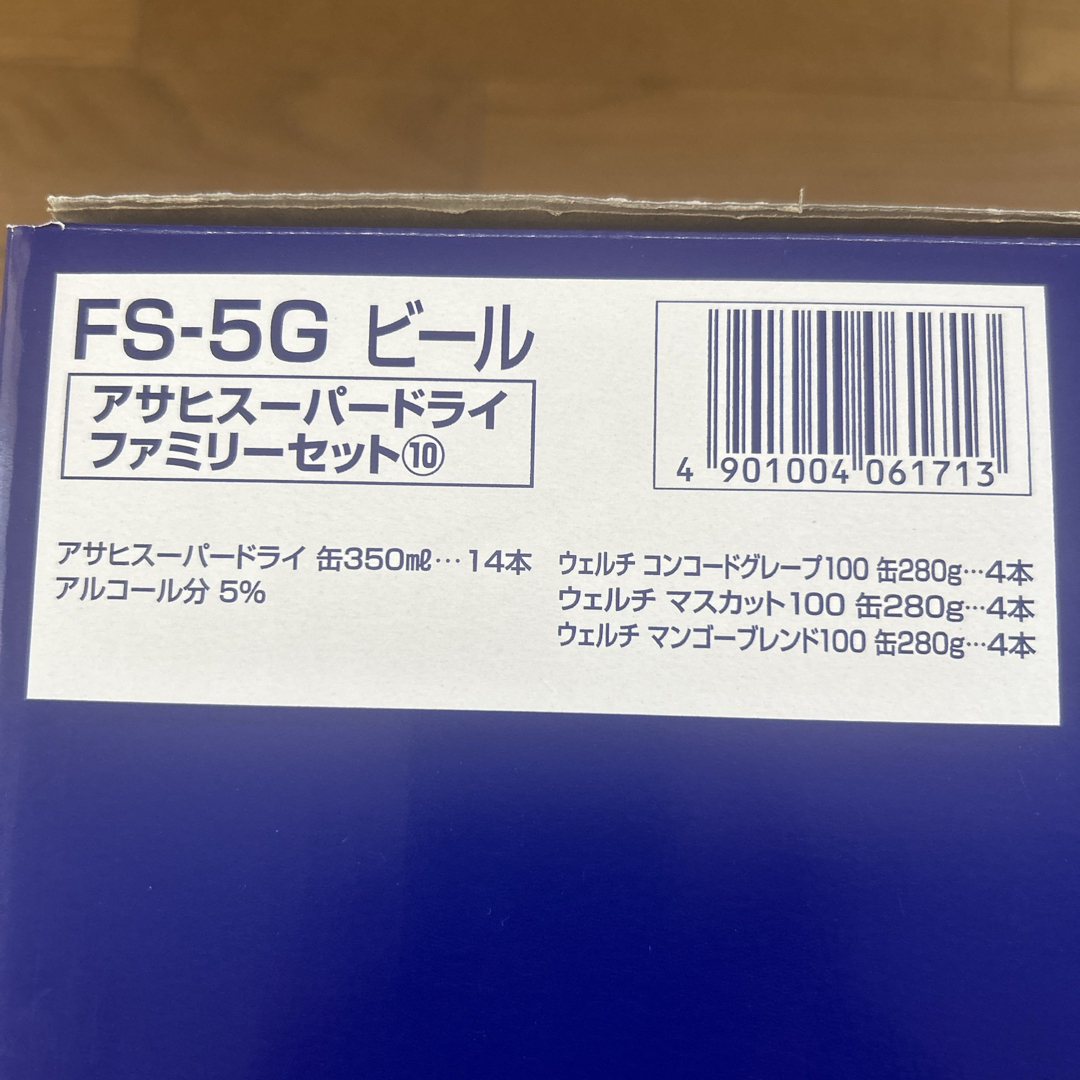 FS-5G ビール
アサヒスーパードライ
ファミリーセット⑩
4 901004 061713
アサヒスーパードライ 缶350㎖…14本
アルコール分 5%
ウェルチ コンコードグレープ100 缶280g…4本
ウェルチ マスカット100 缶280g…4本
ウェルチ マンゴーブレンド100 缶280g…4本